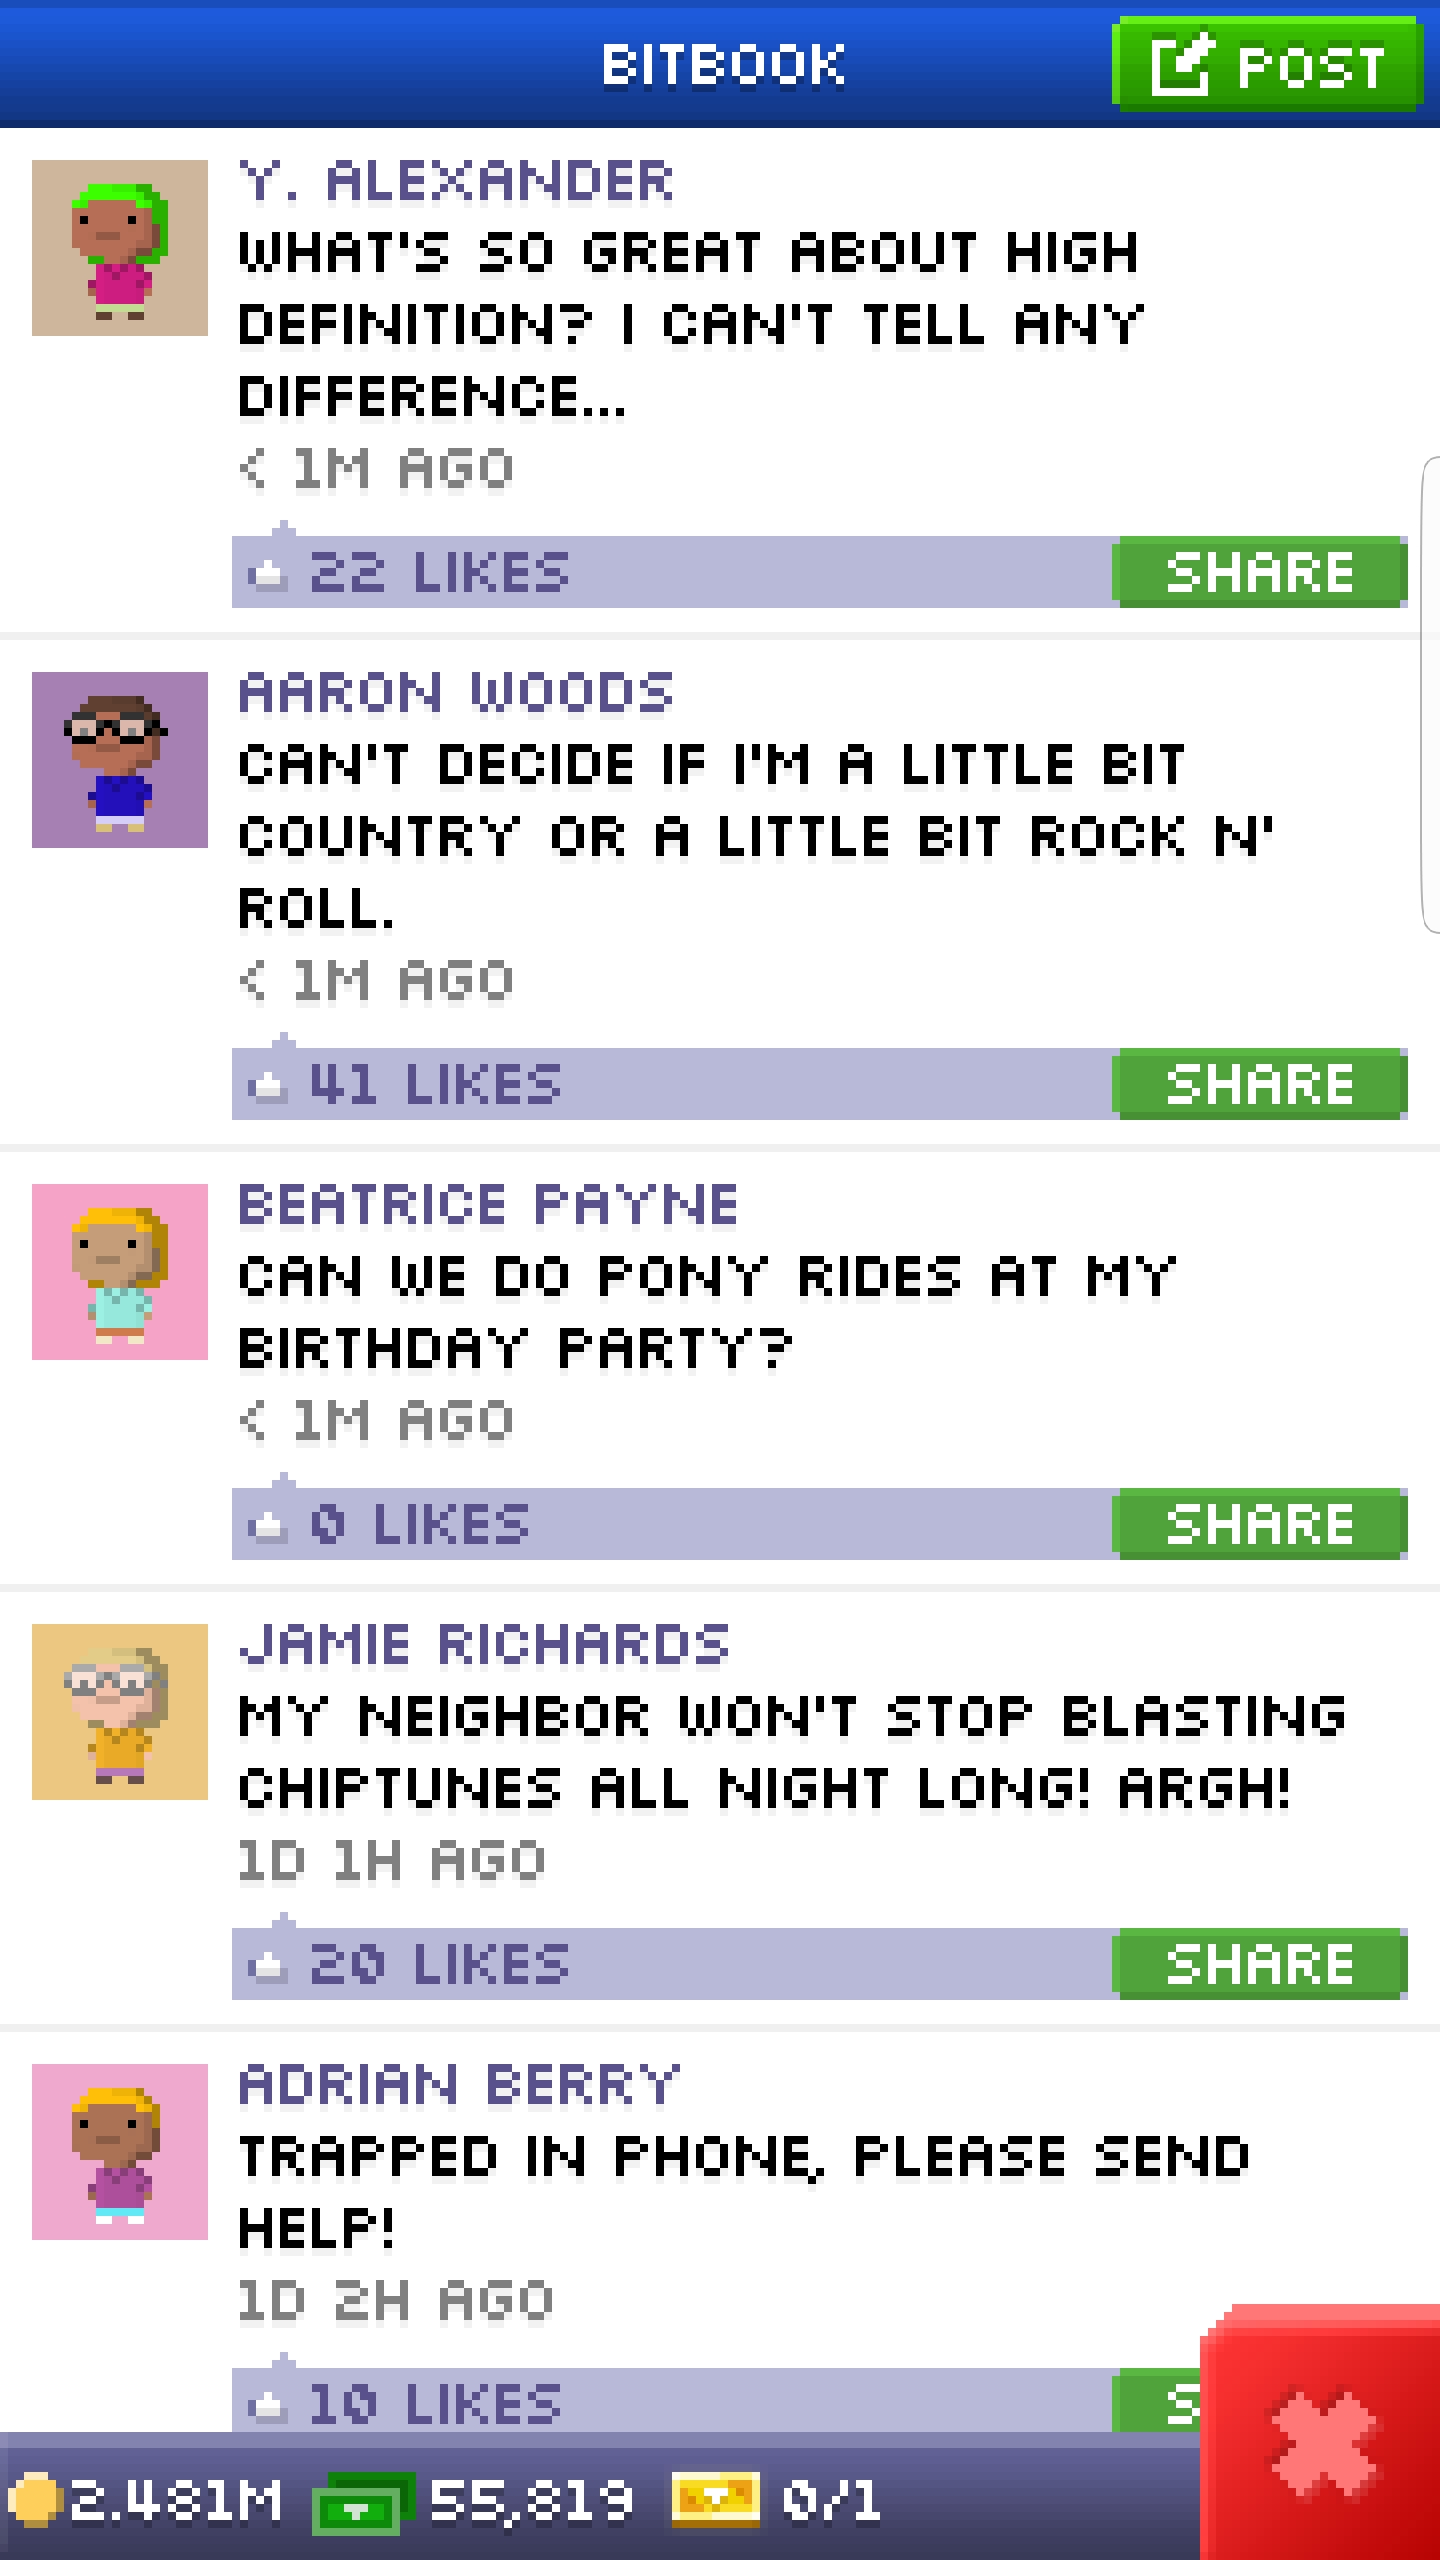 BITBOOK
POST
Y. ALEXANDER
WHAT'S SO GREAT ABOUT HIGH
DEFINITION? I CAN'T TELL ANY
DIFFERENCE...
< 1M AGO
22 LIKES
SHARE
AARON WOODS
CAN'T DECIDE IF I'M A LITTLE BIT
COUNTRY OR A LITTLE BIT ROCK N'
ROLL.
< 1M AGO
41 LIKES
SHARE
BEATRICE PAYNE
CAN WE DO PONY RIDES AT MY
BIRTHDAY PARTY?
< 1M AGO
0 LIKES
SHARE
JAMIE RICHARDS
MY NEIGHBOR WON'T STOP BLASTING
CHIPTUNES ALL NIGHT LONG! ARGH!
1D 1H AGO
20 LIKES
SHARE
ADRIAN BERRY
TRAPPED IN PHONE, PLEASE SEND
HELP!
1D 2H AGO
10 LIKES
S
2.481M 55,819 0/1